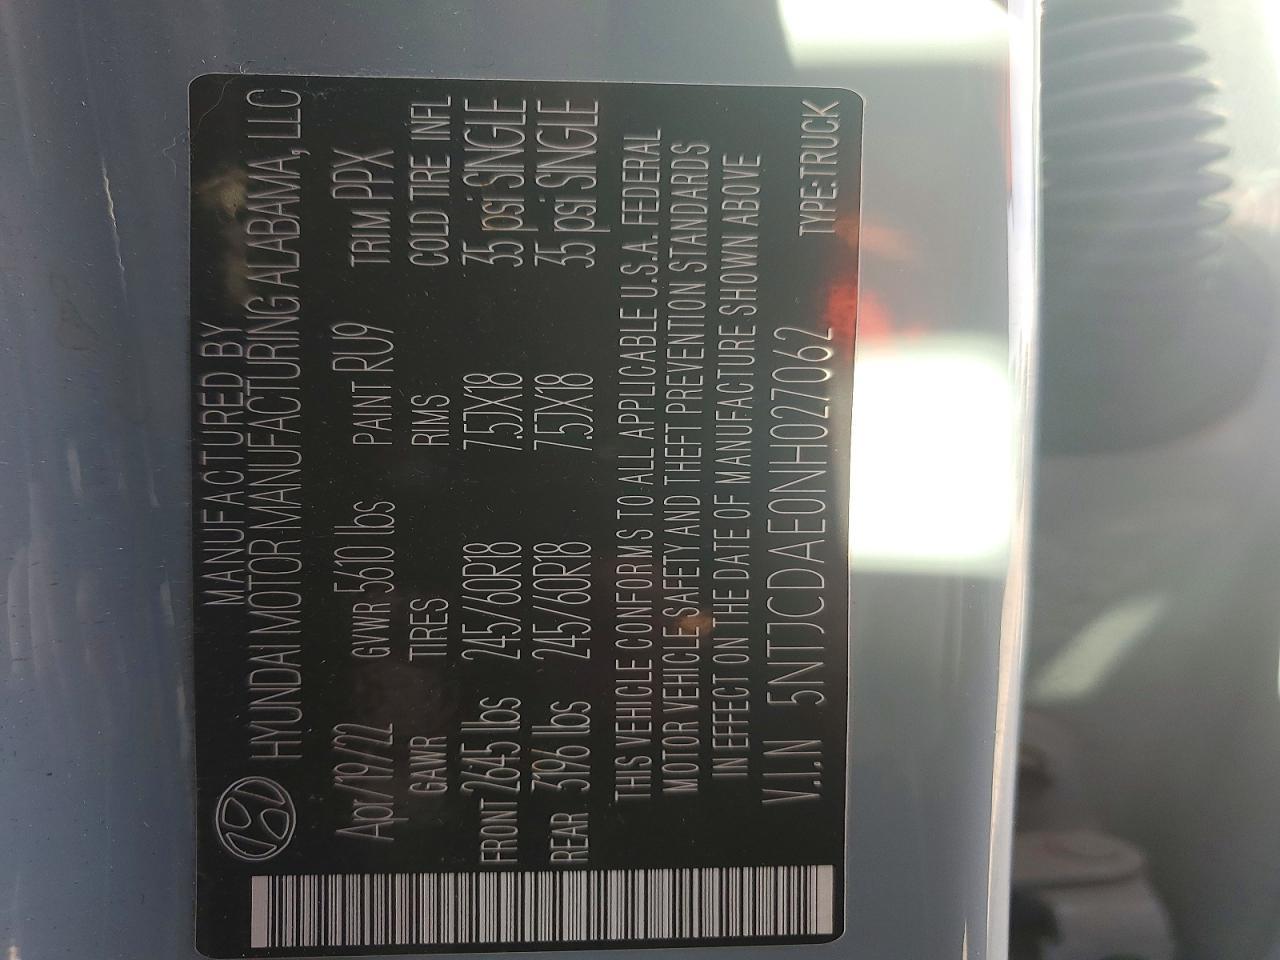 MANUFACTURED BY
HYUNDAI MOTOR MANUFACTURING ALABAMA, LLC
Apr/19/22 GVWR 5610 lbs PAINT RU9 TRIM PPX
GAWR TIRES RIMS COLD TIRE INFL
FRONT 2645 lbs 245/60R18 7.5JX18 35 psi SINGLE
REAR 3196 lbs 245/60R18 7.5JX18 35 psi SINGLE
THIS VEHICLE CONFORMS TO ALL APPLICABLE U.S.A. FEDERAL
MOTOR VEHICLE SAFETY AND THEFT PREVENTION STANDARDS
IN EFFECT ON THE DATE OF MANUFACTURE SHOWN ABOVE
V.I.N 5NTJCDAE0NH027062 TYPE:TRUCK